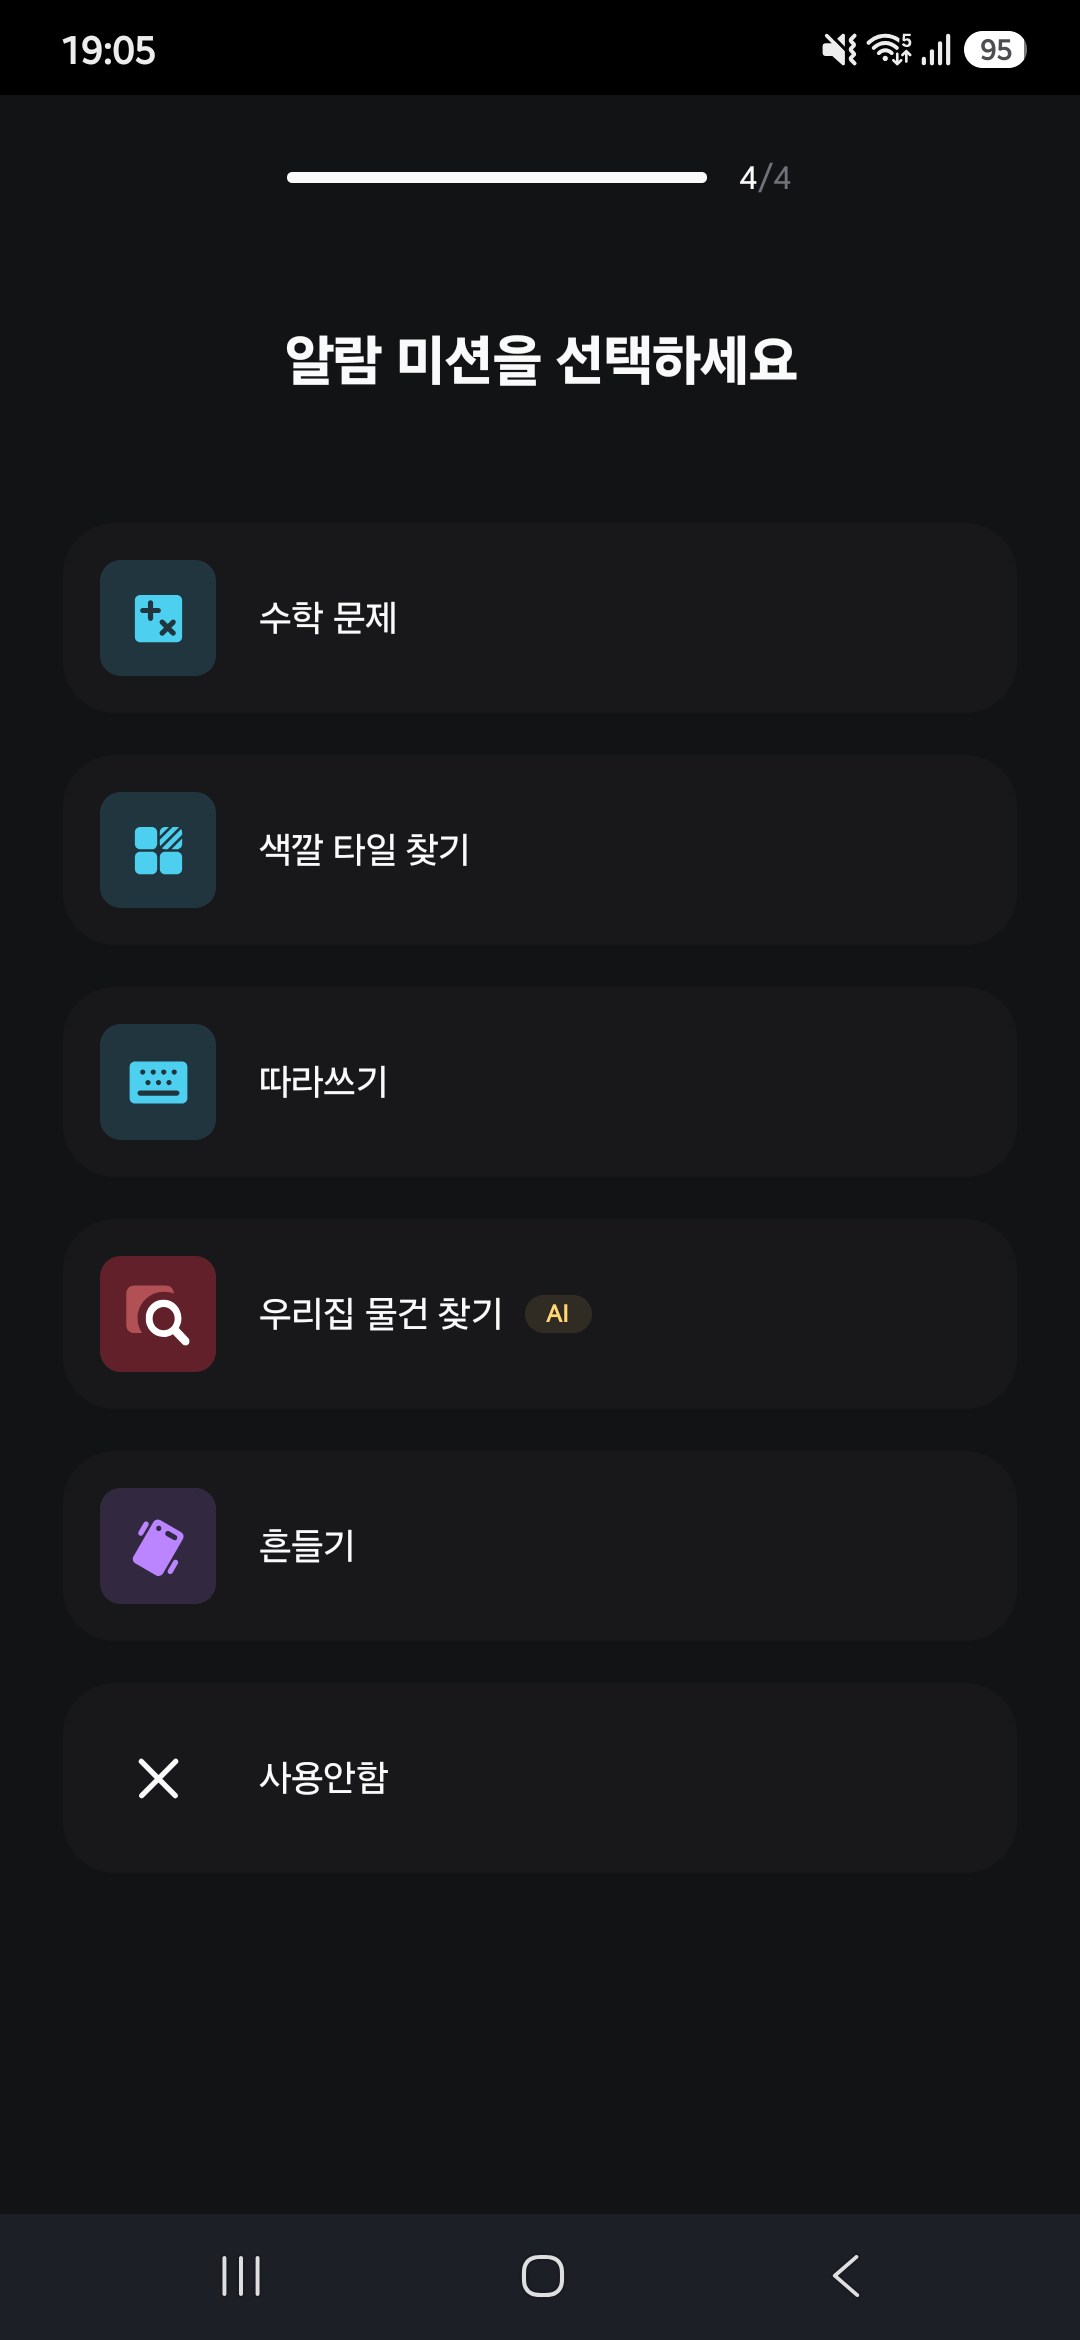 19:05
5
95
4/4
알람 미션을 선택하세요
수학 문제
색깔 타일 찾기
따라쓰기
우리집 물건 찾기 AI
흔들기
사용안함